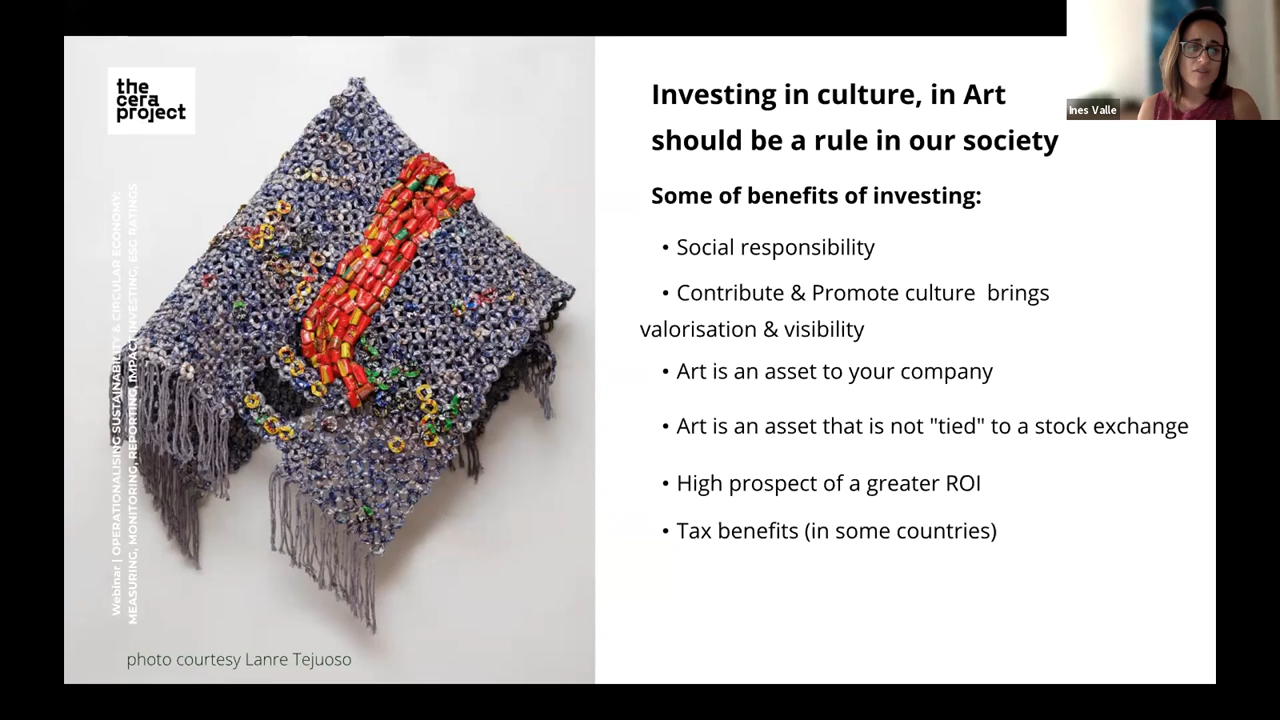 the
cera
project
Webinar | OPERATIONALISING SUSTAINABILITY & CIRCULAR ECONOMY:
MEASURING, MONITORING, REPORTING, IMPACT INVESTING, ESG RATINGS
photo courtesy Lanre Tejuoso
Investing in culture, in Art
should be a rule in our society
Some of benefits of investing:
• Social responsibility
• Contribute & Promote culture  brings
valorisation & visibility
• Art is an asset to your company
• Art is an asset that is not "tied" to a stock exchange
• High prospect of a greater ROI
• Tax benefits (in some countries)
Ines Valle